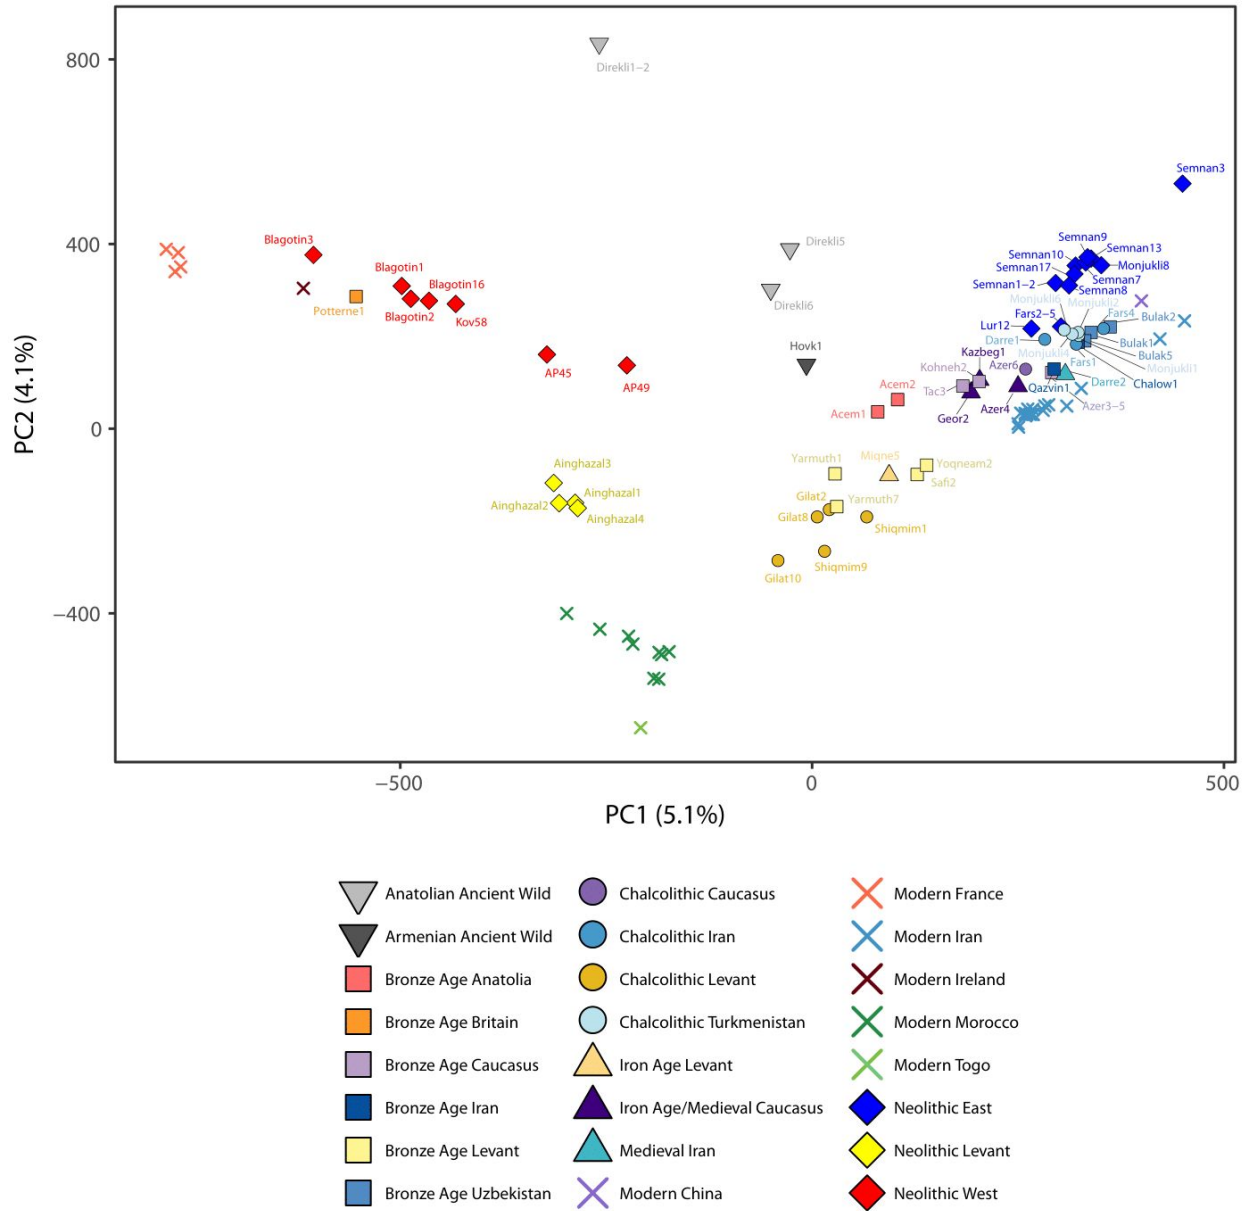 800
Direkli1−2
Semnan3
400
Blagotin3
Direkli5
Semnan9
Semnan13
Semnan10
Monjukli8
Semnan17
Semnan7
Semnan1−2
Semnan8
Blagotin1
Blagotin16
Potterne1
Blagotin2
Kov58
Direkli6
Monjukli6
Monjukli2
Fars2−5
Fars4
Bulak2
Lur12
Darre1
Bulak1
Hovk1
Kazbeg1
Monjukli4
Bulak5
Kohneh2
Azer6
Fars1
Monjukli1
AP45
AP49
Acem2
Tac3
Qazvin1
Darre2
Chalow1
Acem1
Geor2
Azer4
Azer3−5
0
PC2 (4.1%)
Ainghazal3
Yarmuth1
Miqne5
Yoqneam2
Ainghazal1
Safi2
Ainghazal2
Gilat2
Yarmuth7
Ainghazal4
Gilat8
Shiqmim1
Gilat10
Shiqmim9
−400
−500
0
500
PC1 (5.1%)
Anatolian Ancient Wild
Armenian Ancient Wild
Bronze Age Anatolia
Bronze Age Britain
Bronze Age Caucasus
Bronze Age Iran
Bronze Age Levant
Bronze Age Uzbekistan
Chalcolithic Caucasus
Chalcolithic Iran
Chalcolithic Levant
Chalcolithic Turkmenistan
Iron Age Levant
Iron Age/Medieval Caucasus
Medieval Iran
Modern China
Modern France
Modern Iran
Modern Ireland
Modern Morocco
Modern Togo
Neolithic East
Neolithic Levant
Neolithic West